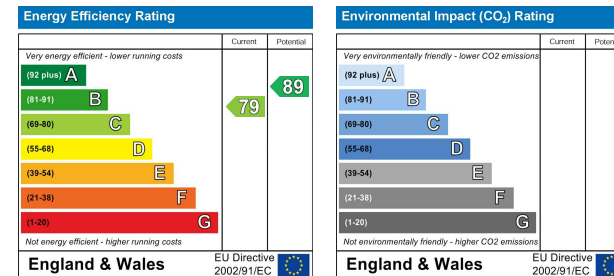 Energy Efficiency Rating
Current Potential
Very energy efficient - lower running costs
(92 plus) A
(81-91) B
(69-80) C
(55-68) D
(39-54) E
(21-38) F
(1-20) G
79
89
Not energy efficient - higher running costs
England & Wales
EU Directive
2002/91/EC
Environmental Impact (CO₂) Rating
Current Poten
Very environmentally friendly - lower CO2 emissions
(92 plus) A
(81-91) B
(69-80) C
(55-68) D
(39-54) E
(21-38) F
(1-20) G
Not environmentally friendly - higher CO2 emissions
England & Wales
EU Directive
2002/91/EC